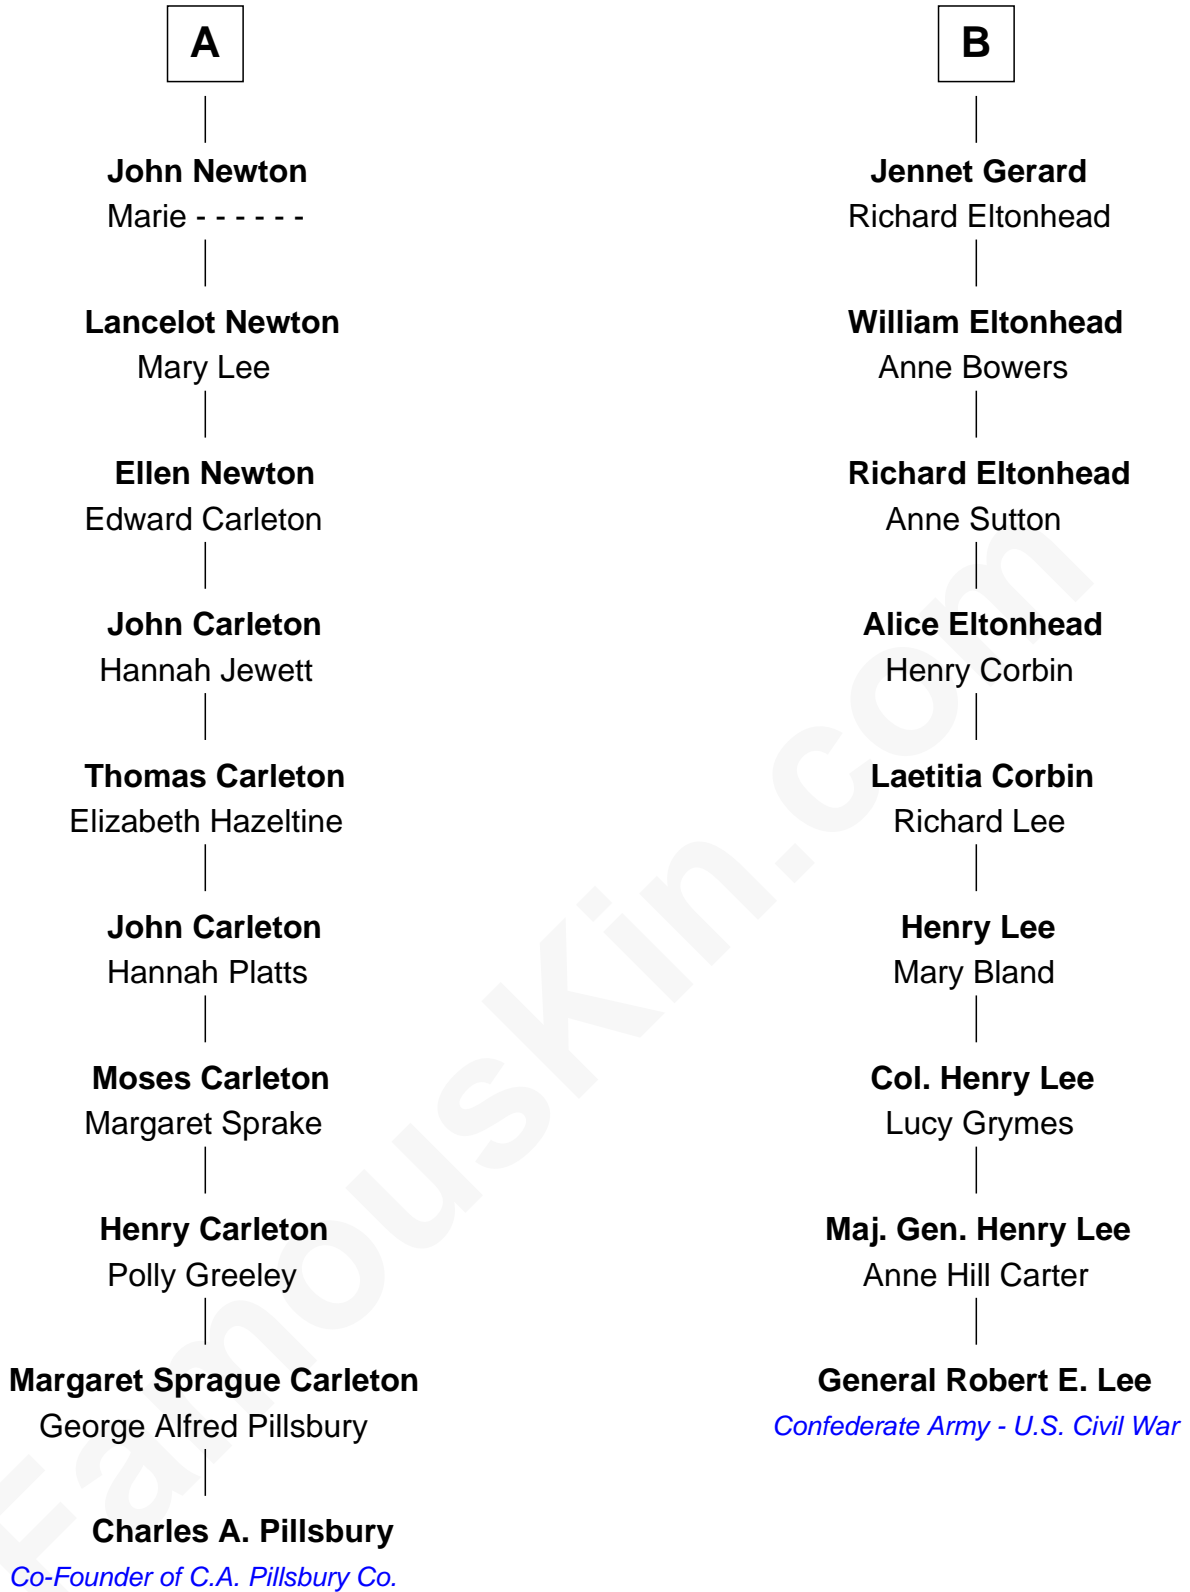 A
John Newton
Marie - - - - - -
Lancelot Newton
Mary Lee
Ellen Newton
Edward Carleton
John Carleton
Hannah Jewett
Thomas Carleton
Elizabeth Hazeltine
John Carleton
Hannah Platts
Moses Carleton
Margaret Sprake
Henry Carleton
Polly Greeley
Margaret Sprague Carleton
George Alfred Pillsbury
Charles A. Pillsbury
Co-Founder of C.A. Pillsbury Co.
B
Jennet Gerard
Richard Eltonhead
William Eltonhead
Anne Bowers
Richard Eltonhead
Anne Sutton
Alice Eltonhead
Henry Corbin
Laetitia Corbin
Richard Lee
Henry Lee
Mary Bland
Col. Henry Lee
Lucy Grymes
Maj. Gen. Henry Lee
Anne Hill Carter
General Robert E. Lee
Confederate Army - U.S. Civil War
FamousKin.com